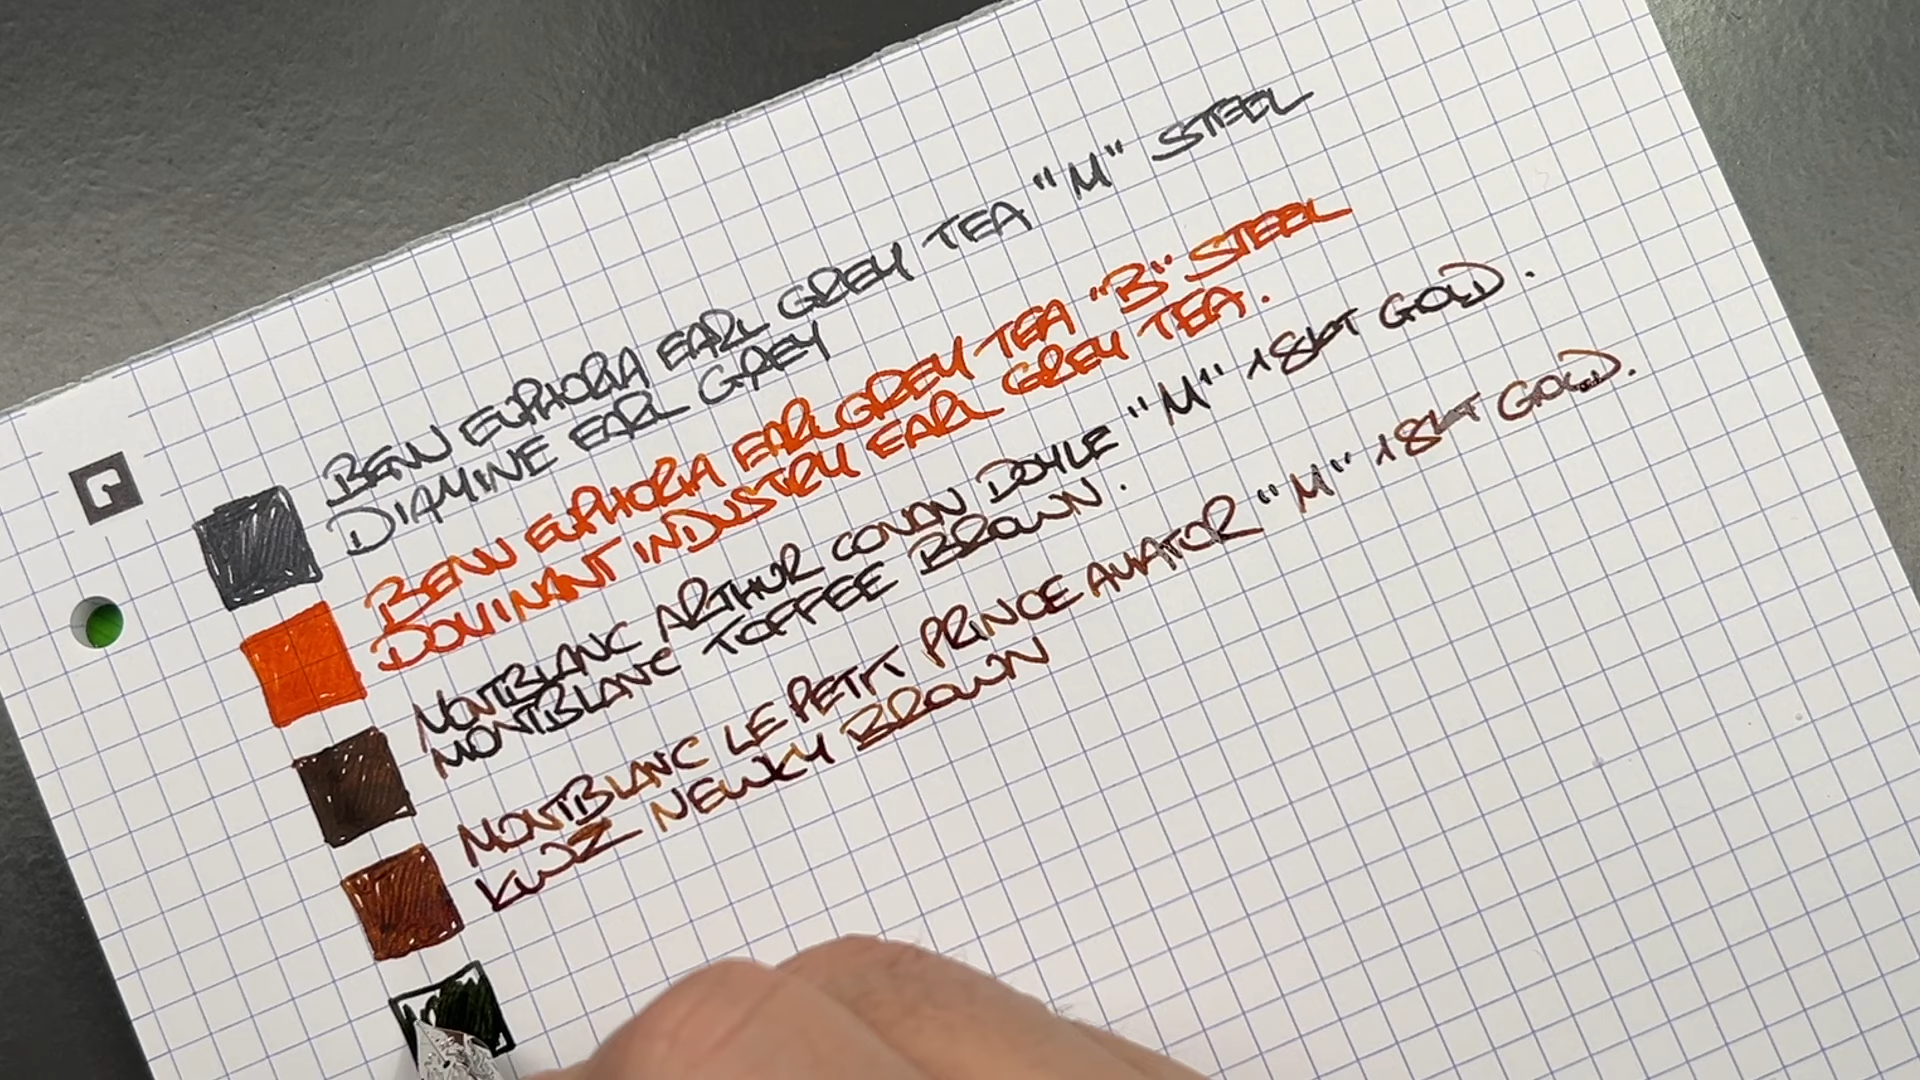 BENU EUPHORIA EARL GREY TEA "M" STEEL
DIAMINE EARL GREY
BENU EUPHORIA EARL GREY TEA "B" STEEL
DOMINANT INDUSTRY EARL GREY TEA.
MONTBLANC ARTHUR CONAN DOYLE "M" 18KT GOLD.
MONTBLANC TOFFEE BROWN.
MONTBLANC LE PETIT PRINCE AVIATOR "M" 18KT GOLD.
KWZ NEWKY BROWN